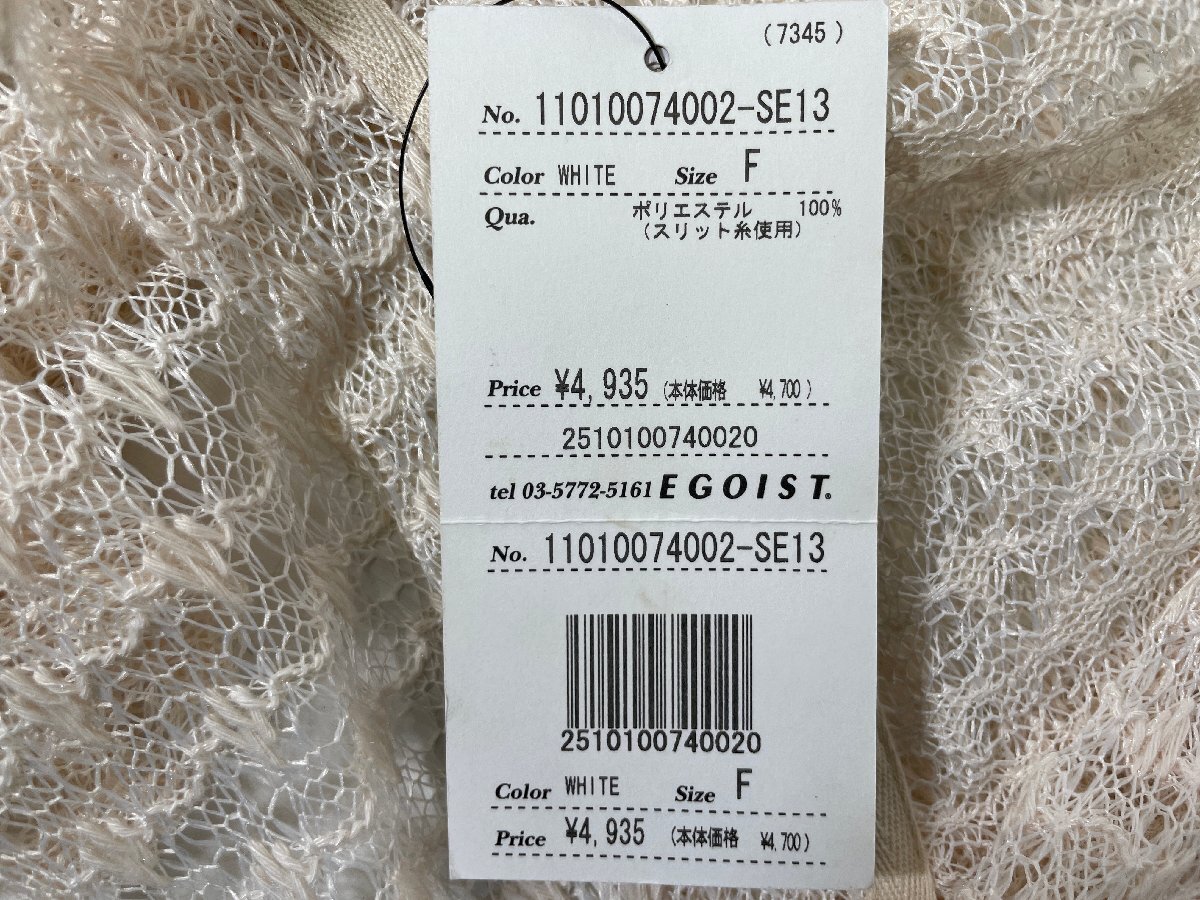 (7345)
No. 11010074002-SE13
Color WHITE Size F
Qua. ポリエステル 100%
(スリット糸使用)
Price ¥4,935 (本体価格 ¥4,700)
2510100740020
tel 03-5772-5161 EGOIST.
No. 11010074002-SE13
2510100740020
Color WHITE Size F
Price ¥4,935 (本体価格 ¥4,700)